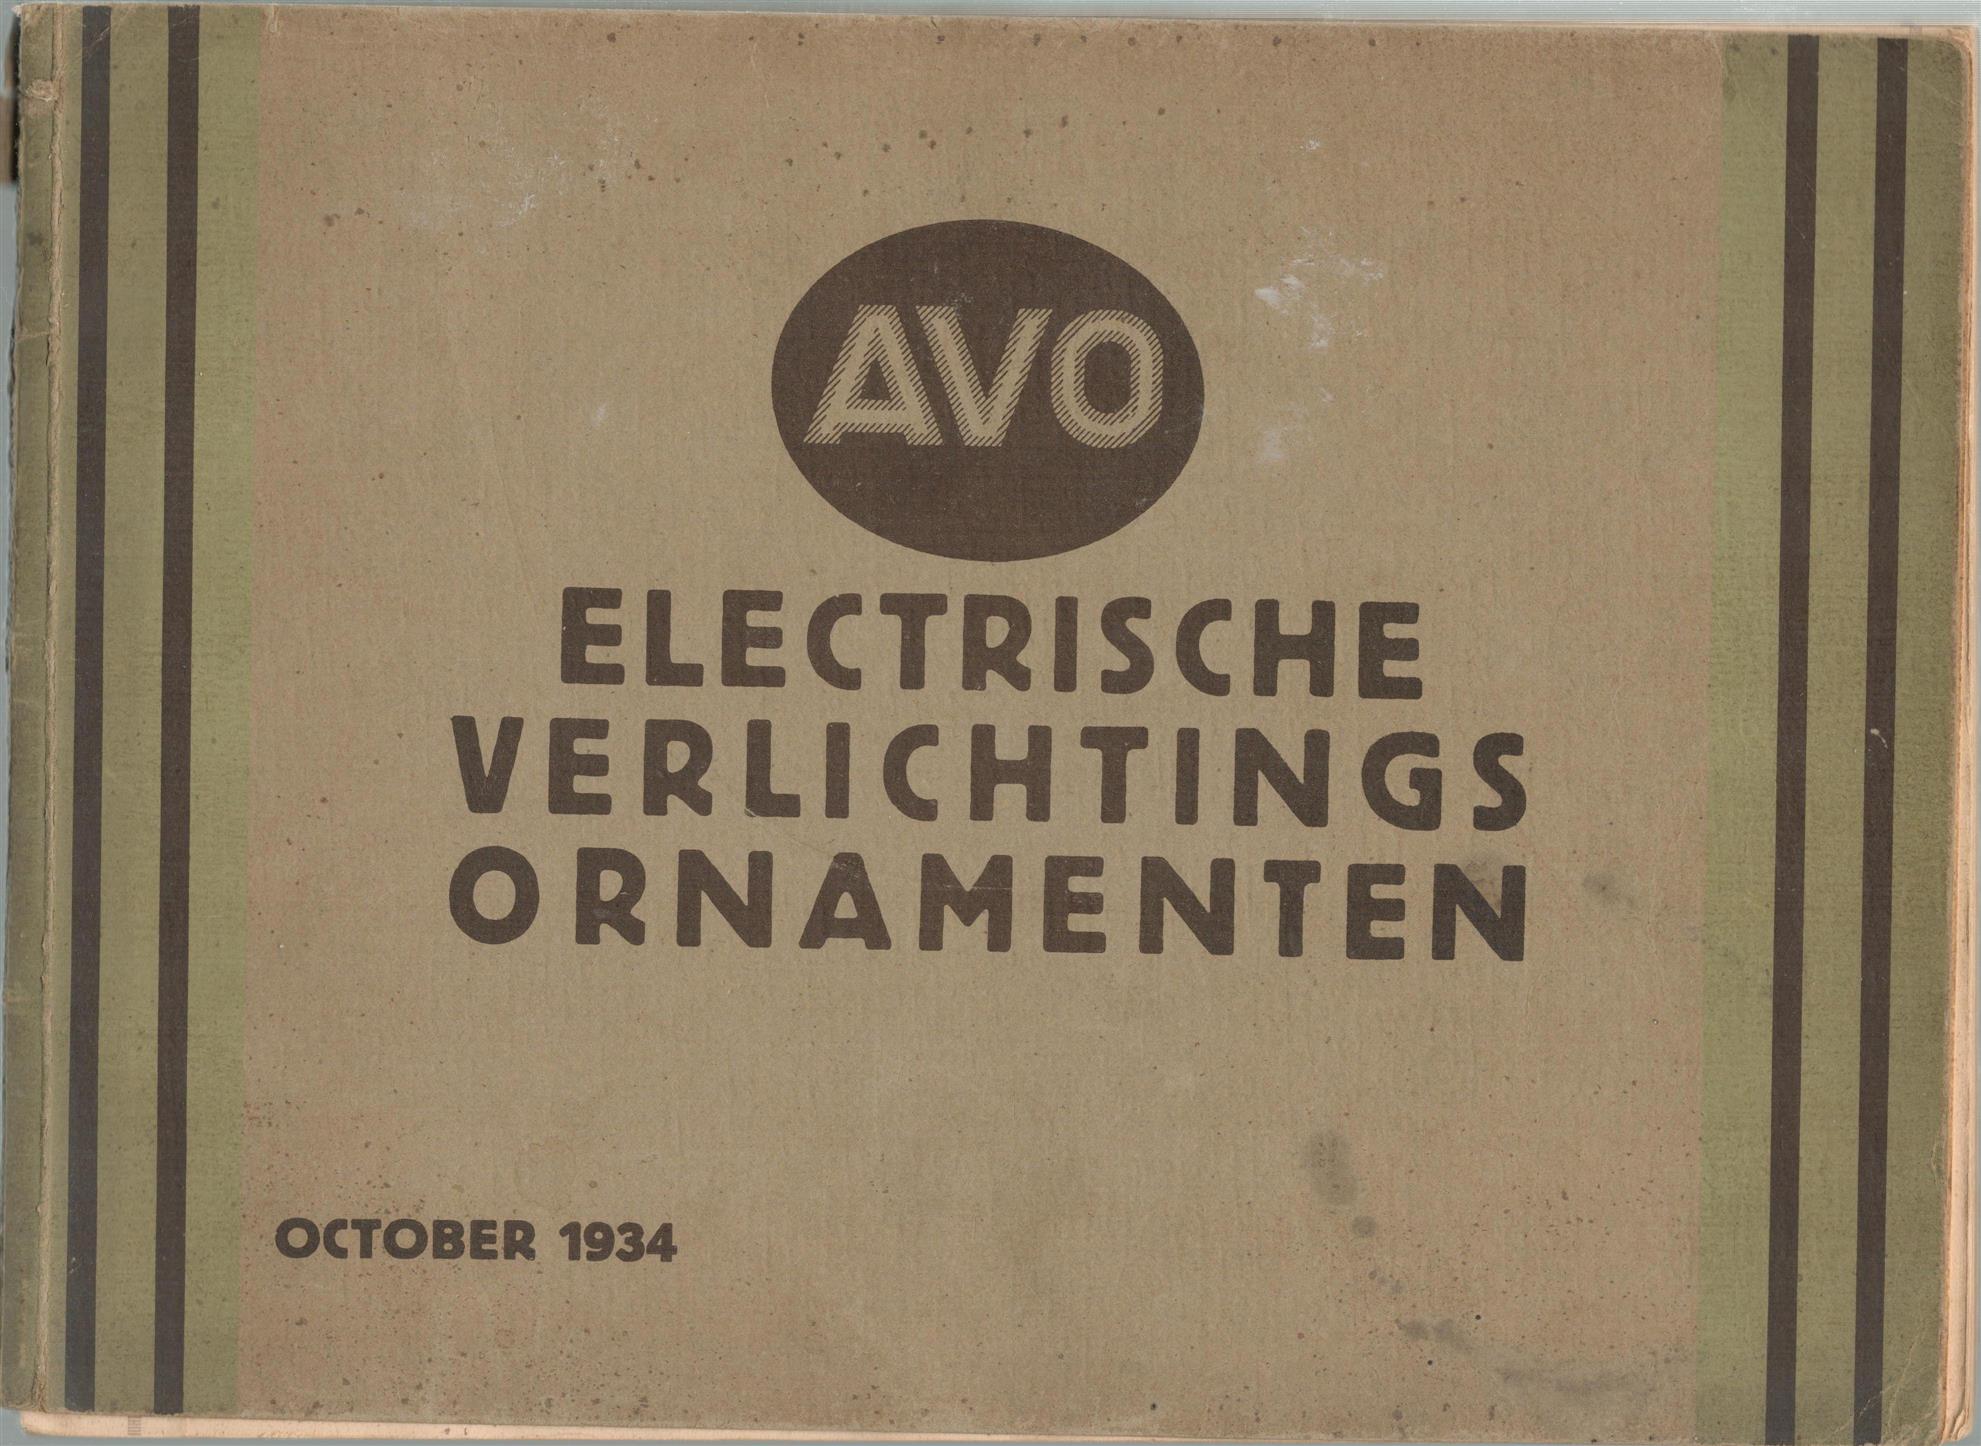 AVO
ELECTRISCHE
VERLICHTINGS
ORNAMENTEN
OCTOBER 1934